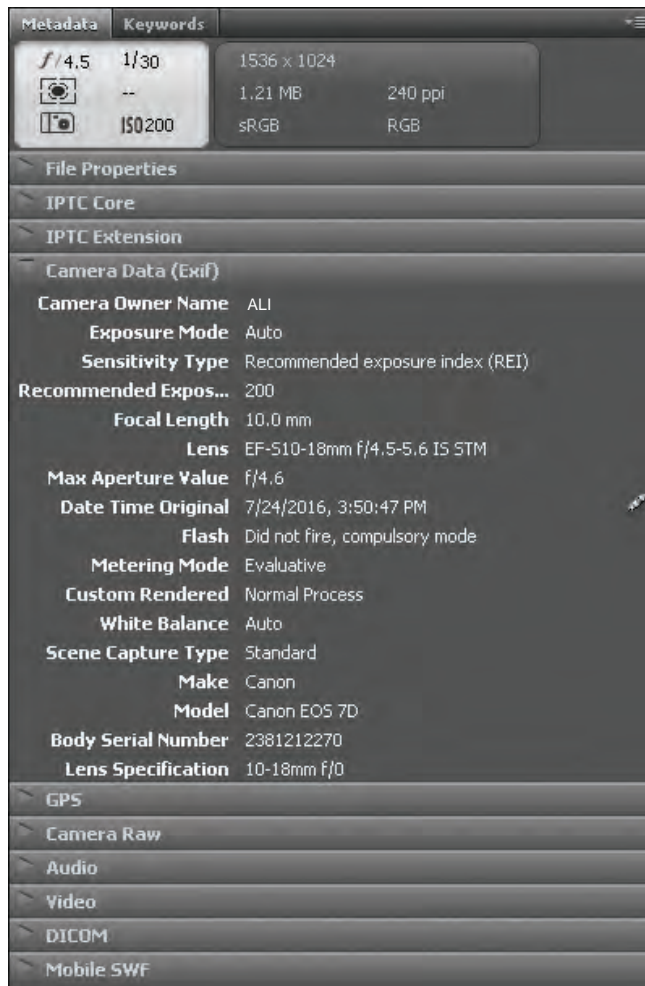 Metadata Keywords
f/4.5 1/30 1536 x 1024
-- 1.21 MB 240 ppi
ISO200 sRGB RGB
File Properties
IPTC Core
IPTC Extension
Camera Data (Exif)
Camera Owner Name ALI
Exposure Mode Auto
Sensitivity Type Recommended exposure index (REI)
Recommended Expos... 200
Focal Length 10.0 mm
Lens EF-S10-18mm f/4.5-5.6 IS STM
Max Aperture Value f/4.6
Date Time Original 7/24/2016, 3:50:47 PM
Flash Did not fire, compulsory mode
Metering Mode Evaluative
Custom Rendered Normal Process
White Balance Auto
Scene Capture Type Standard
Make Canon
Model Canon EOS 7D
Body Serial Number 2381212270
Lens Specification 10-18mm f/0
GPS
Camera Raw
Audio
Video
DICOM
Mobile SWF